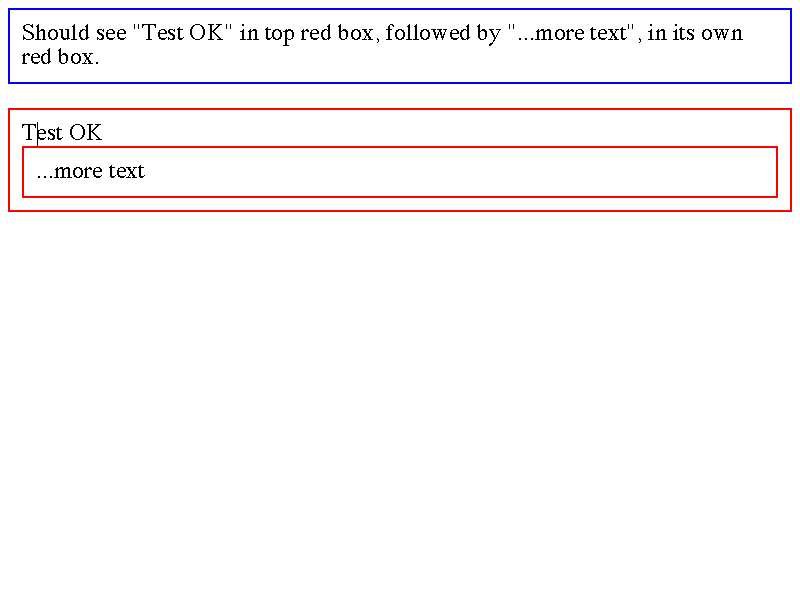 Should see "Test OK" in top red box, followed by "...more text", in its own
red box.
Test OK
...more text